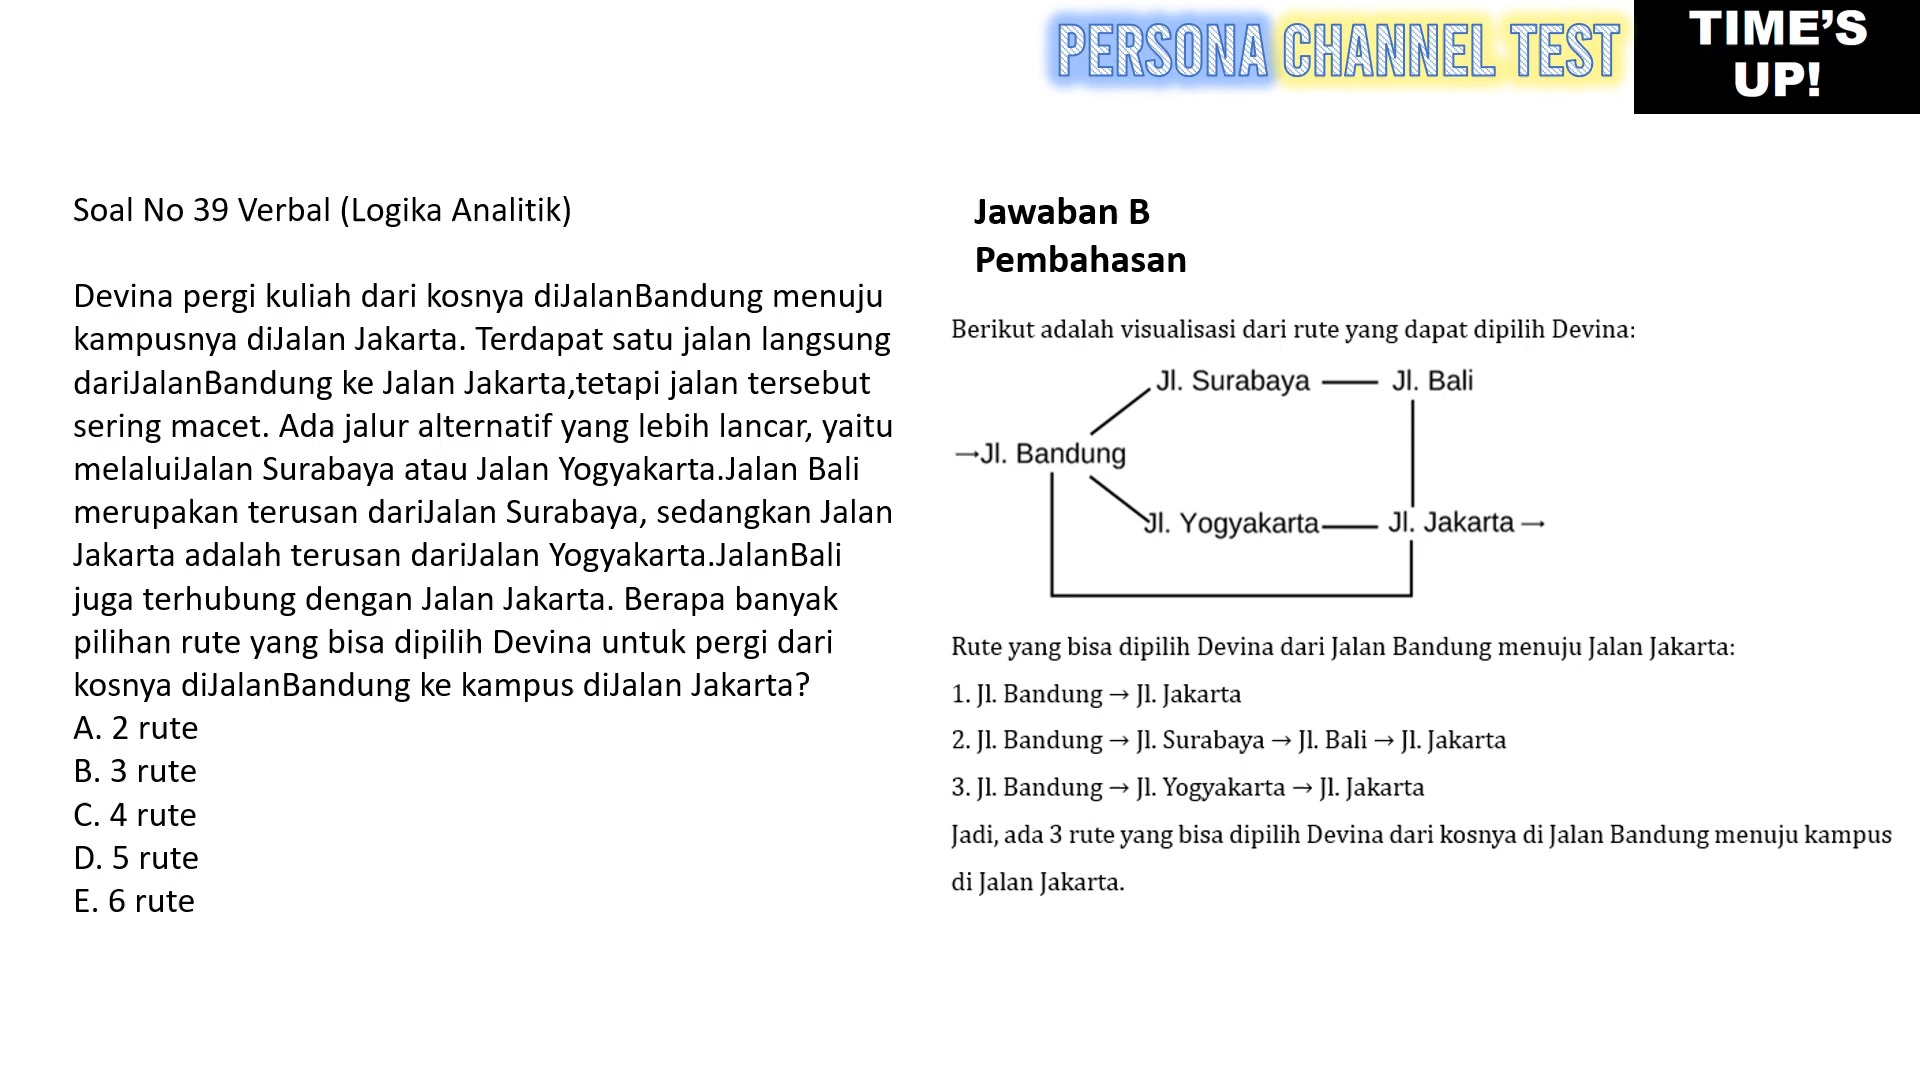 PERSONA CHANNEL TEST
TIME'S
UP!
Soal No 39 Verbal (Logika Analitik)
Devina pergi kuliah dari kosnya diJalanBandung menuju
kampusnya diJalan Jakarta. Terdapat satu jalan langsung
dariJalanBandung ke Jalan Jakarta,tetapi jalan tersebut
sering macet. Ada jalur alternatif yang lebih lancar, yaitu
melaluiJalan Surabaya atau Jalan Yogyakarta.Jalan Bali
merupakan terusan dariJalan Surabaya, sedangkan Jalan
Jakarta adalah terusan dariJalan Yogyakarta.JalanBali
juga terhubung dengan Jalan Jakarta. Berapa banyak
pilihan rute yang bisa dipilih Devina untuk pergi dari
kosnya diJalanBandung ke kampus diJalan Jakarta?
A. 2 rute
B. 3 rute
C. 4 rute
D. 5 rute
E. 6 rute
Jawaban B
Pembahasan
Berikut adalah visualisasi dari rute yang dapat dipilih Devina:
Jl. Surabaya
Jl. Bali
→Jl. Bandung
Jl. Yogyakarta
Jl. Jakarta →
Rute yang bisa dipilih Devina dari Jalan Bandung menuju Jalan Jakarta:
1. Jl. Bandung → Jl. Jakarta
2. Jl. Bandung → Jl. Surabaya → Jl. Bali → Jl. Jakarta
3. Jl. Bandung → Jl. Yogyakarta → Jl. Jakarta
Jadi, ada 3 rute yang bisa dipilih Devina dari kosnya di Jalan Bandung menuju kampus
di Jalan Jakarta.